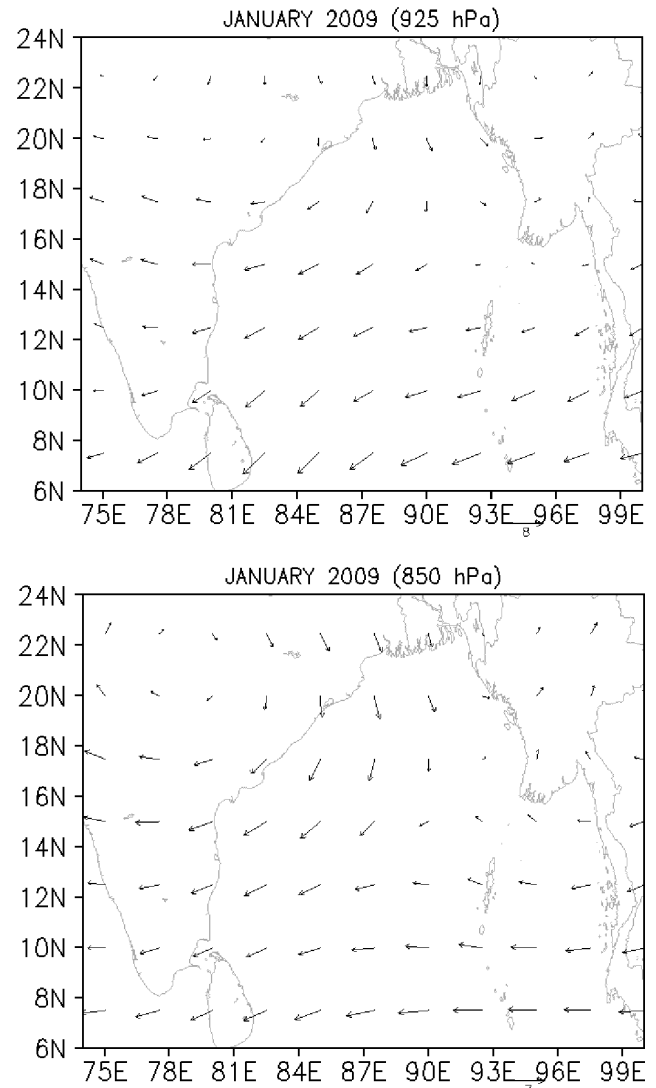 JANUARY 2009 (925 hPa)
24N
22N
20N
18N
16N
14N
12N
10N
8N
6N
75E 78E 81E 84E 87E 90E 93E 96E 99E
8
JANUARY 2009 (850 hPa)
24N
22N
20N
18N
16N
14N
12N
10N
8N
6N
75E 78E 81E 84E 87E 90E 93E 96E 99E